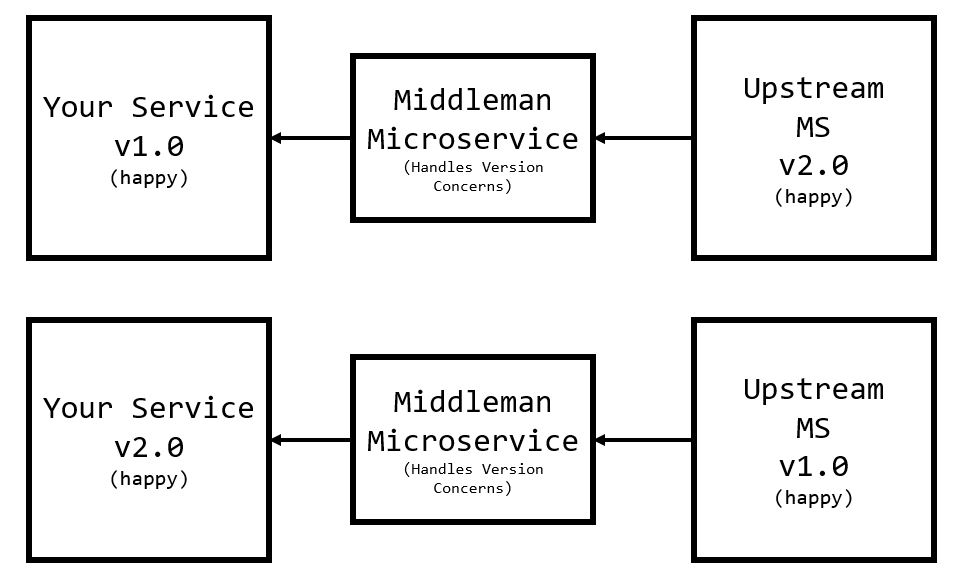 Your Service
v1.0
(happy)
Middleman
Microservice
(Handles Version
Concerns)
Upstream
MS
v2.0
(happy)
Your Service
v2.0
(happy)
Middleman
Microservice
(Handles Version
Concerns)
Upstream
MS
v1.0
(happy)